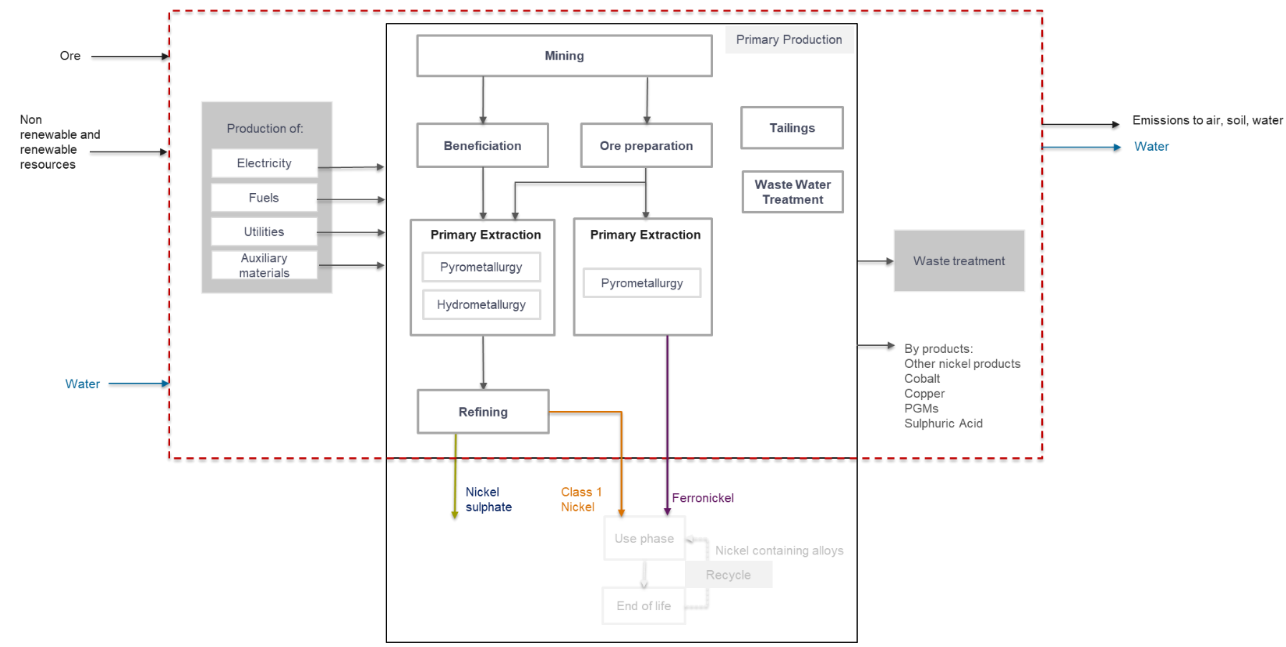 Primary Production
Mining
Ore
Non
renewable and
renewable
resources
Production of:
Electricity
Fuels
Utilities
Auxiliary
materials
Beneficiation
Ore preparation
Tailings
Waste Water
Treatment
Emissions to air, soil, water
Water
Primary Extraction
Pyrometallurgy
Hydrometallurgy
Primary Extraction
Pyrometallurgy
Waste treatment
By products:
Other nickel products
Cobalt
Copper
PGMs
Sulphuric Acid
Water
Refining
Nickel
sulphate
Class 1
Nickel
Ferronickel
Use phase
Nickel containing alloys
Recycle
End of life